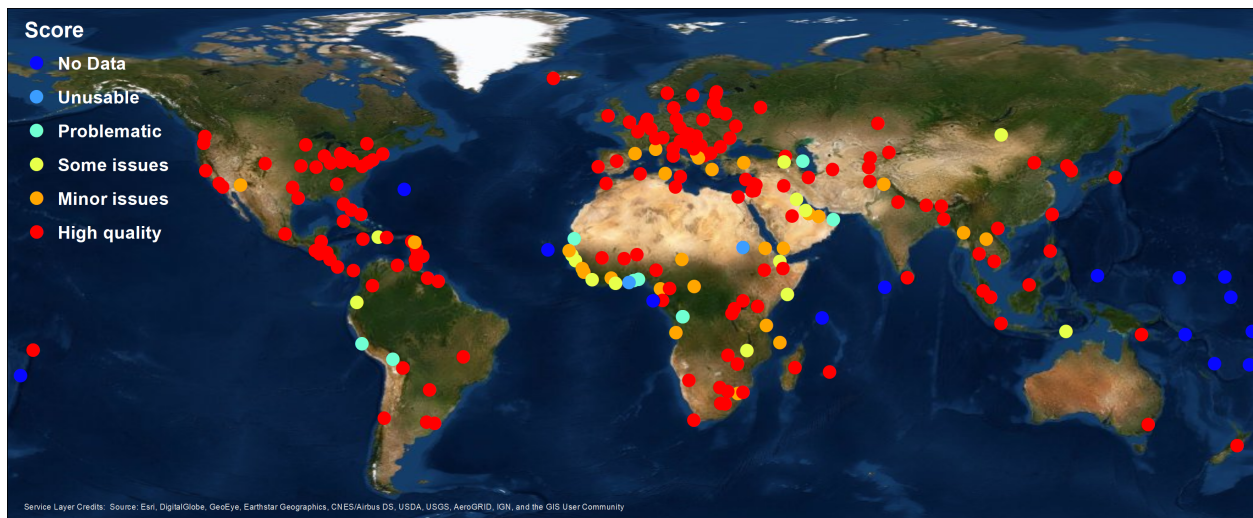 Score
No Data
Unusable
Problematic
Some issues
Minor issues
High quality
Service Layer Credits: Source: Esri, DigitalGlobe, GeoEye, Earthstar Geographics, CNES/Airbus DS, USDA, USGS, AeroGRID, IGN, and the GIS User Community